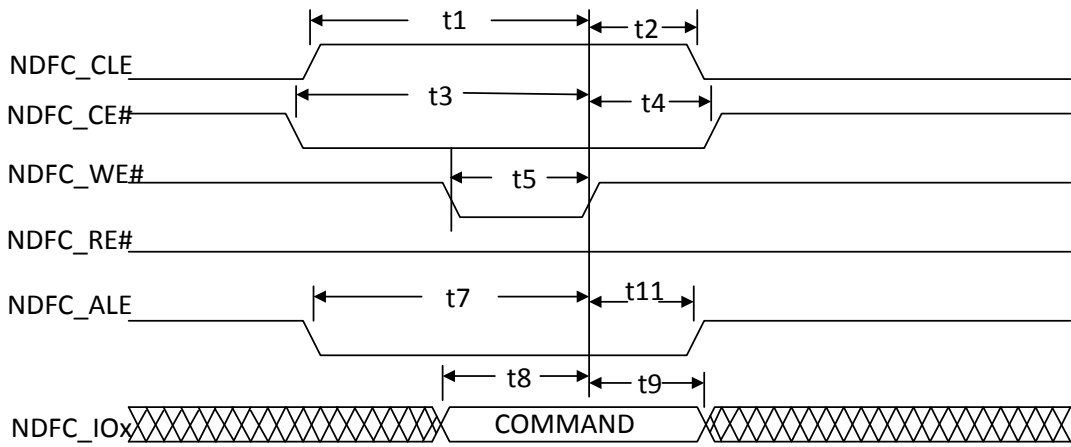 t1 t2
NDFC_CLE
t3 t4
NDFC_CE#
NDFC_WE# t5
NDFC_RE#
NDFC_ALE t7 t11
t8 t9
NDFC_IOx COMMAND